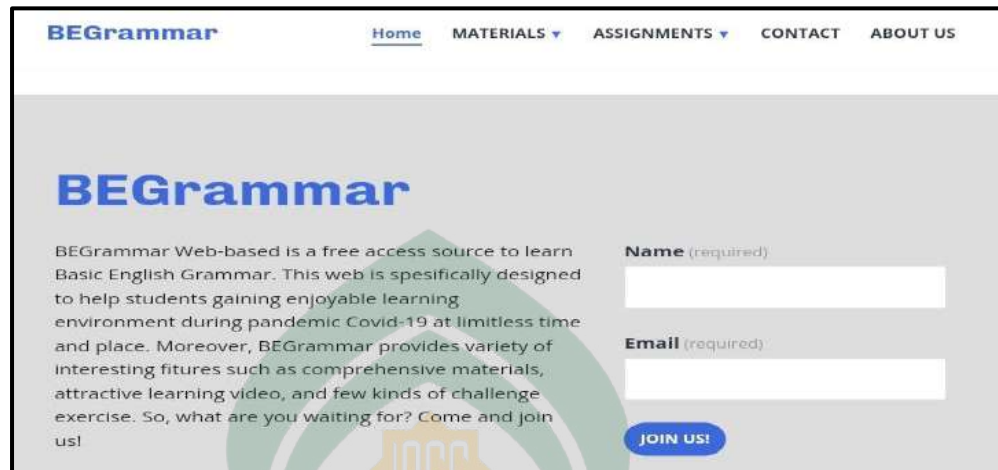 BEGrammar
Home MATERIALS ▼ ASSIGNMENTS ▼ CONTACT ABOUT US
BEGrammar
BEGrammar Web-based is a free access source to learn
Basic English Grammar. This web is spesifically designed
to help students gaining enjoyable learning
environment during pandemic Covid-19 at limitless time
and place. Moreover, BEGrammar provides variety of
interesting fitures such as comprehensive materials,
attractive learning video, and few kinds of challenge
exercise. So, what are you waiting for? Come and join
us!
Name (required)
Email (required)
JOIN US!